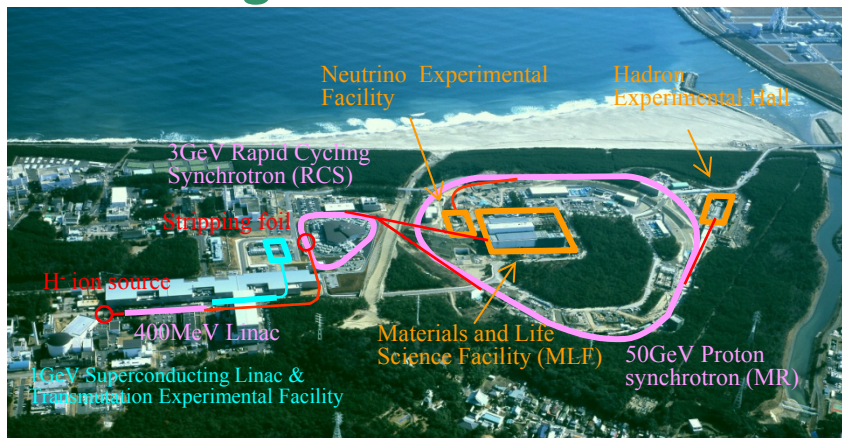 Neutrino Experimental
Facility
Hadron
Experimental Hall
3GeV Rapid Cycling
Synchrotron (RCS)
Stripping foil
H- ion source
400MeV Linac
Materials and Life
Science Facility (MLF)
50GeV Proton
synchrotron (MR)
1GeV Superconducting Linac &
Transmutation Experimental Facility